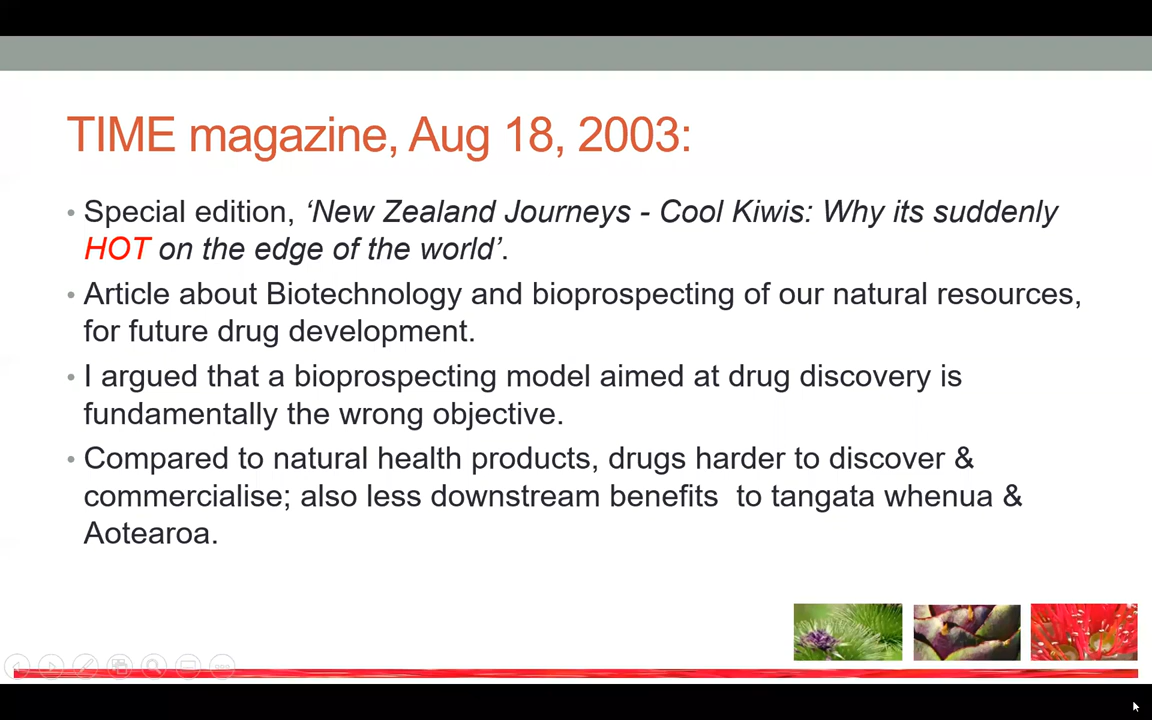 TIME magazine, Aug 18, 2003:
• Special edition, ‘New Zealand Journeys - Cool Kiwis: Why its suddenly
HOT on the edge of the world’.
• Article about Biotechnology and bioprospecting of our natural resources,
for future drug development.
• I argued that a bioprospecting model aimed at drug discovery is
fundamentally the wrong objective.
• Compared to natural health products, drugs harder to discover &
commercialise; also less downstream benefits  to tangata whenua &
Aotearoa.